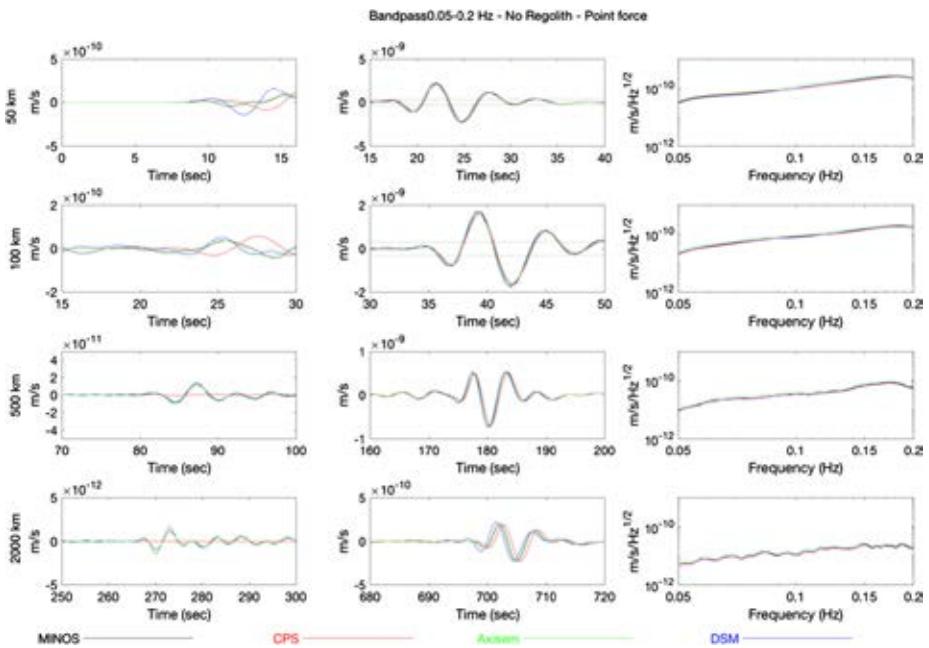 Bandpass0.05-0.2 Hz - No Regolith - Point force
×10⁻¹⁰
×10⁻⁹
50 km
m/s
5
0
-5
0 5 10 15
Time (sec)
m/s
5
0
-5
15 20 25 30 35 40
Time (sec)
m/s/Hz^1/2
10⁻¹⁰
10⁻¹²
0.05 0.1 0.15 0.2 0.25
Frequency (Hz)
×10⁻¹⁰
×10⁻⁹
100 km
m/s
2
0
-2
15 20 25 30
Time (sec)
m/s
2
0
-2
30 35 40 45 50
Time (sec)
m/s/Hz^1/2
10⁻¹⁰
10⁻¹²
0.05 0.1 0.15 0.2 0.25
Frequency (Hz)
×10⁻¹¹
×10⁻⁹
500 km
m/s
4
2
0
-2
-4
70 80 90 100
Time (sec)
m/s
1
0
-1
160 170 180 190 200
Time (sec)
m/s/Hz^1/2
10⁻¹⁰
10⁻¹²
0.05 0.1 0.15 0.2 0.25
Frequency (Hz)
×10⁻¹²
×10⁻¹⁰
2000 km
m/s
5
0
-5
250 260 270 280 290 300
Time (sec)
m/s
5
0
-5
680 690 700 710 720
Time (sec)
m/s/Hz^1/2
10⁻¹⁰
10⁻¹²
0.05 0.1 0.15 0.2 0.25
Frequency (Hz)
MINOS CPS Axisem DSM